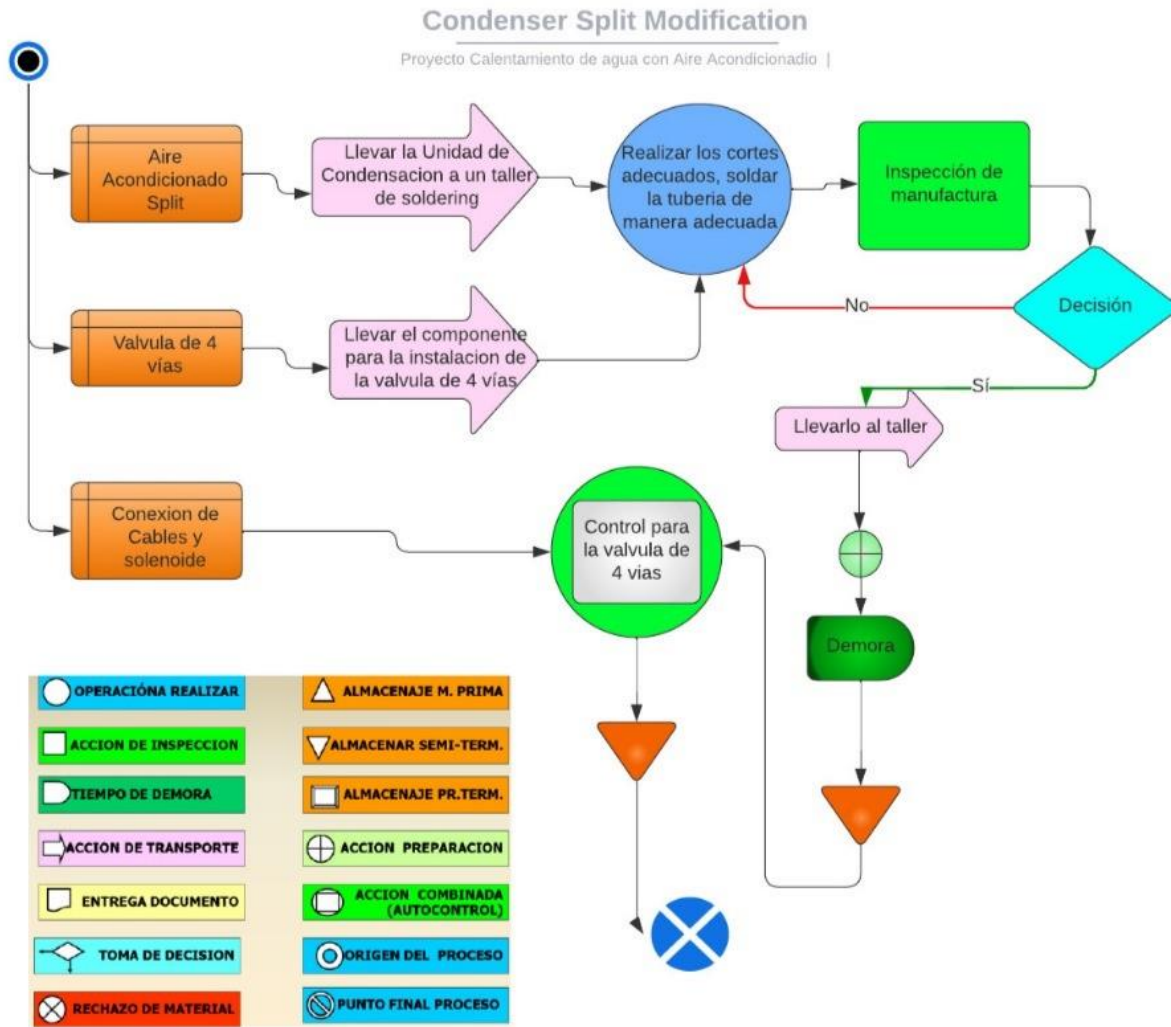 Condenser Split Modification
Proyecto Calentamiento de agua con Aire Acondicionadio |
Aire
Acondicionado
Split
Llevar la Unidad de
Condensacion a un taller
de soldering
Realizar los cortes
adecuados, soldar
la tuberia de
manera adecuada
Inspección de
manufactura
Decisión
No
Sí
Valvula de 4
vías
Llevar el componente
para la instalacion de
la valvula de 4 vías
Llevarlo al taller
Conexion de
Cables y
solenoide
Control para
la valvula de
4 vias
Demora
OPERACIÓNA REALIZAR
ACCION DE INSPECCION
TIEMPO DE DEMORA
ACCION DE TRANSPORTE
ENTREGA DOCUMENTO
TOMA DE DECISION
RECHAZO DE MATERIAL
ALMACENAJE M. PRIMA
ALMACENAR SEMI-TERM.
ALMACENAJE PR.TERM.
ACCION PREPARACION
ACCION COMBINADA
(AUTOCONTROL)
ORIGEN DEL PROCESO
PUNTO FINAL PROCESO